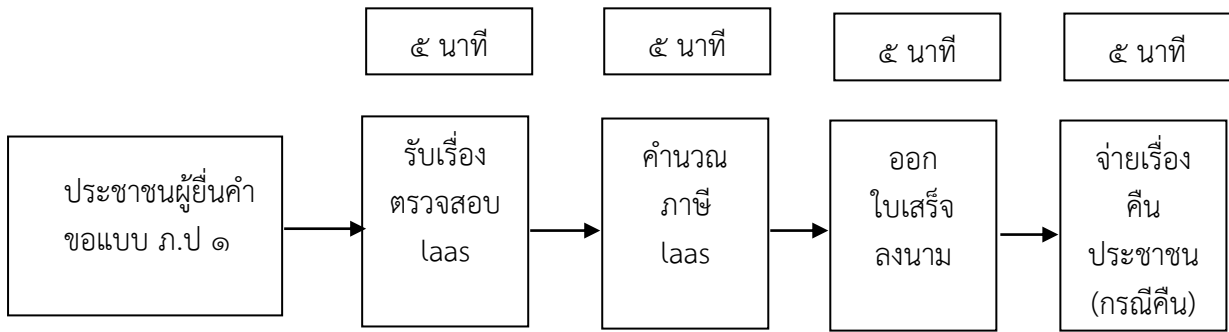 ๕ นาที
๕ นาที
๕ นาที
๕ นาที
ประชาชนผู้ยื่นคำ
ขอแบบ ภ.ป ๑
รับเรื่อง
ตรวจสอบ
laas
คำนวณ
ภาษี
laas
ออก
ใบเสร็จ
ลงนาม
จ่ายเรื่อง
คืน
ประชาชน
(กรณีคืน)